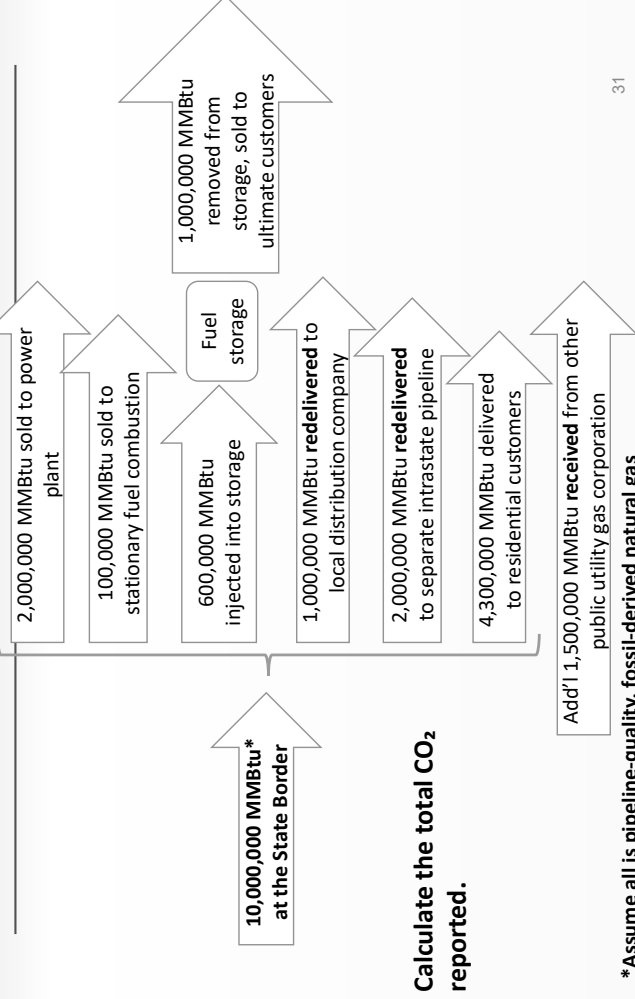 2,000,000 MMBtu sold to power
plant
100,000 MMBtu sold to
stationary fuel combustion
600,000 MMBtu
injected into storage
Fuel
storage
1,000,000 MMBtu
removed from
storage, sold to
ultimate customers
10,000,000 MMBtu*
at the State Border
1,000,000 MMBtu redelivered to
local distribution company
2,000,000 MMBtu redelivered
to separate intrastate pipeline
4,300,000 MMBtu delivered
to residential customers
Add’l 1,500,000 MMBtu received from other
public utility gas corporation
Calculate the total CO₂
reported.
*Assume all is pipeline-quality, fossil-derived natural gas
31